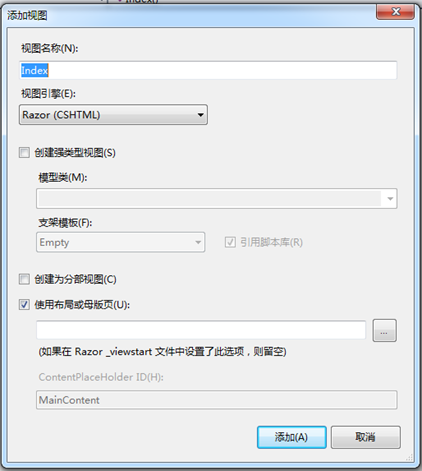 Index()
添加视图
视图名称(N):
Index
视图引擎(E):
Razor (CSHTML)
创建强类型视图(S)
模型类(M):
支架模板(F):
Empty
引用脚本库(R)
创建为分部视图(C)
使用布局或母版页(U):
...
(如果在 Razor _viewstart 文件中设置了此选项，则留空)
ContentPlaceHolder ID(H):
MainContent
添加(A)
取消